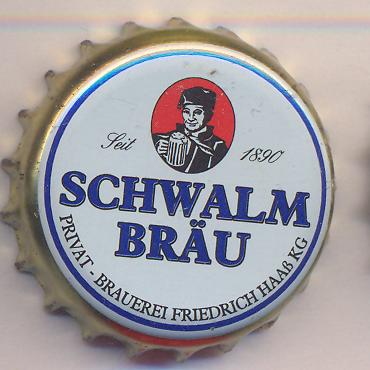 Seit 1890
SCHWALM
BRÄU
PRIVAT - BRAUEREI FRIEDRICH HAAß KG